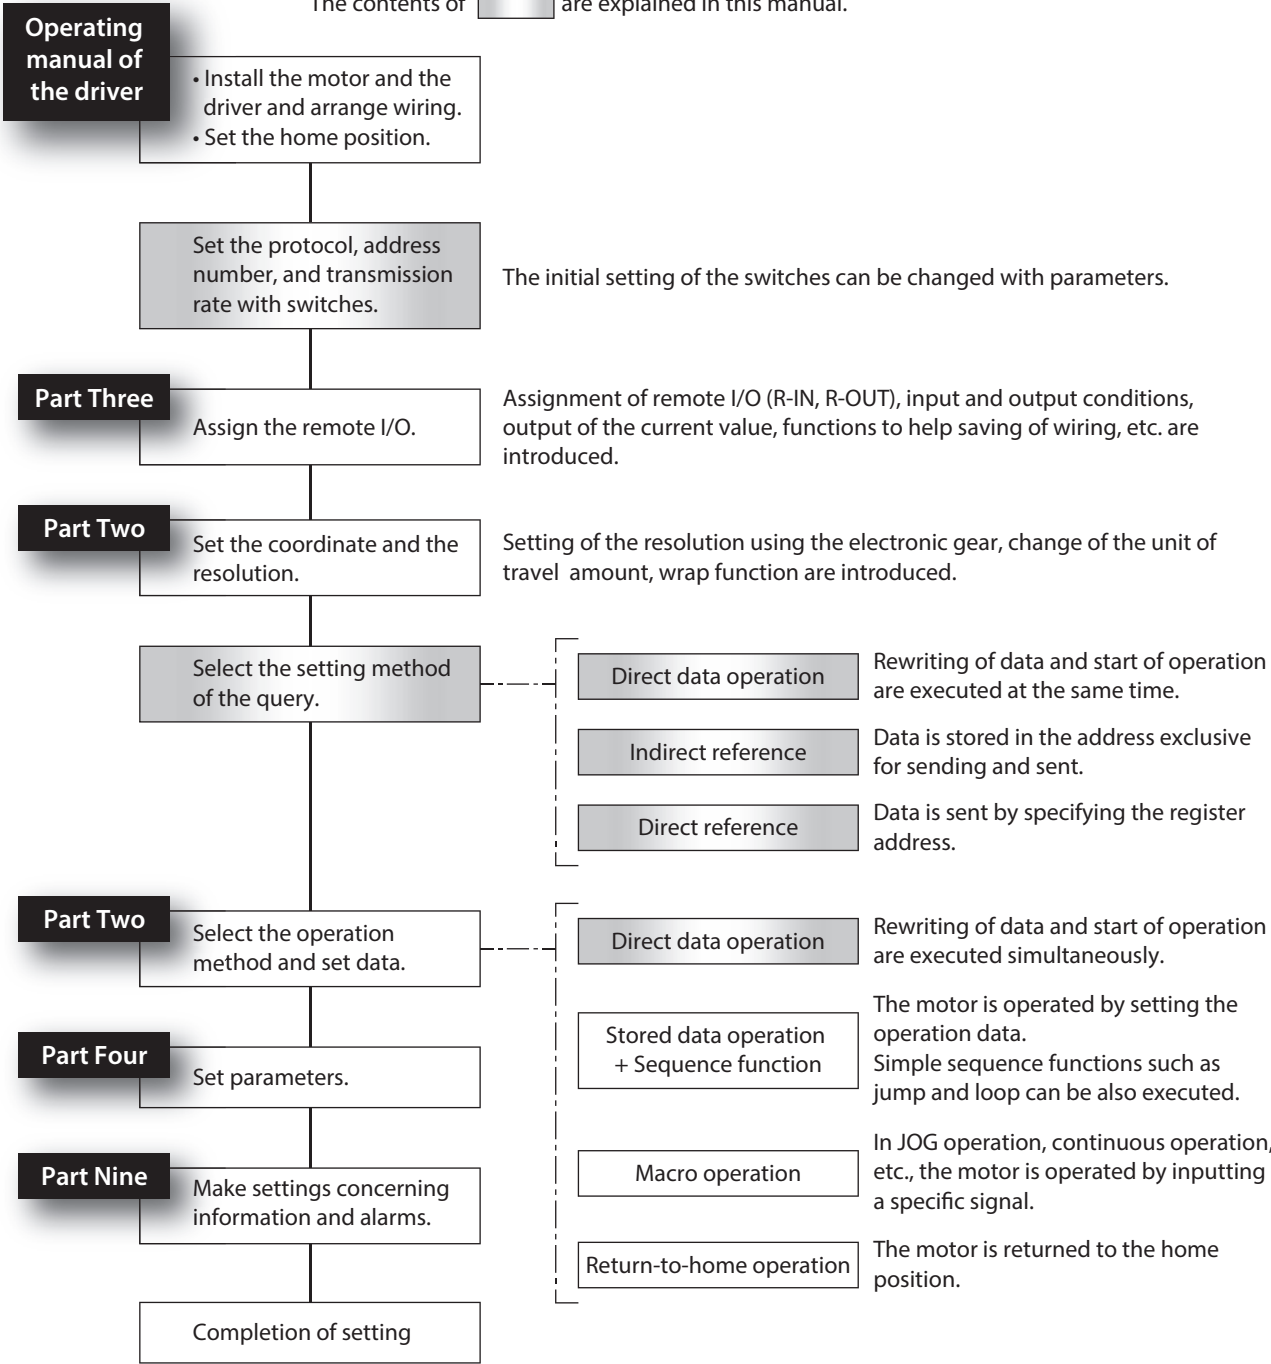 The contents of are explained in this manual.
Operating
manual of
the driver
• Install the motor and the
driver and arrange wiring.
• Set the home position.
Set the protocol, address
number, and transmission
rate with switches.
The initial setting of the switches can be changed with parameters.
Part Three
Assign the remote I/O.
Assignment of remote I/O (R-IN, R-OUT), input and output conditions,
output of the current value, functions to help saving of wiring, etc. are
introduced.
Part Two
Set the coordinate and the
resolution.
Setting of the resolution using the electronic gear, change of the unit of
travel amount, wrap function are introduced.
Select the setting method
of the query.
Direct data operation
Rewriting of data and start of operation
are executed at the same time.
Indirect reference
Data is stored in the address exclusive
for sending and sent.
Direct reference
Data is sent by specifying the register
address.
Part Two
Select the operation
method and set data.
Direct data operation
Rewriting of data and start of operation
are executed simultaneously.
Stored data operation
+ Sequence function
The motor is operated by setting the
operation data.
Simple sequence functions such as
jump and loop can be also executed.
Part Four
Set parameters.
Macro operation
In JOG operation, continuous operation,
etc., the motor is operated by inputting
a specific signal.
Part Nine
Make settings concerning
information and alarms.
Return-to-home operation
The motor is returned to the home
position.
Completion of setting